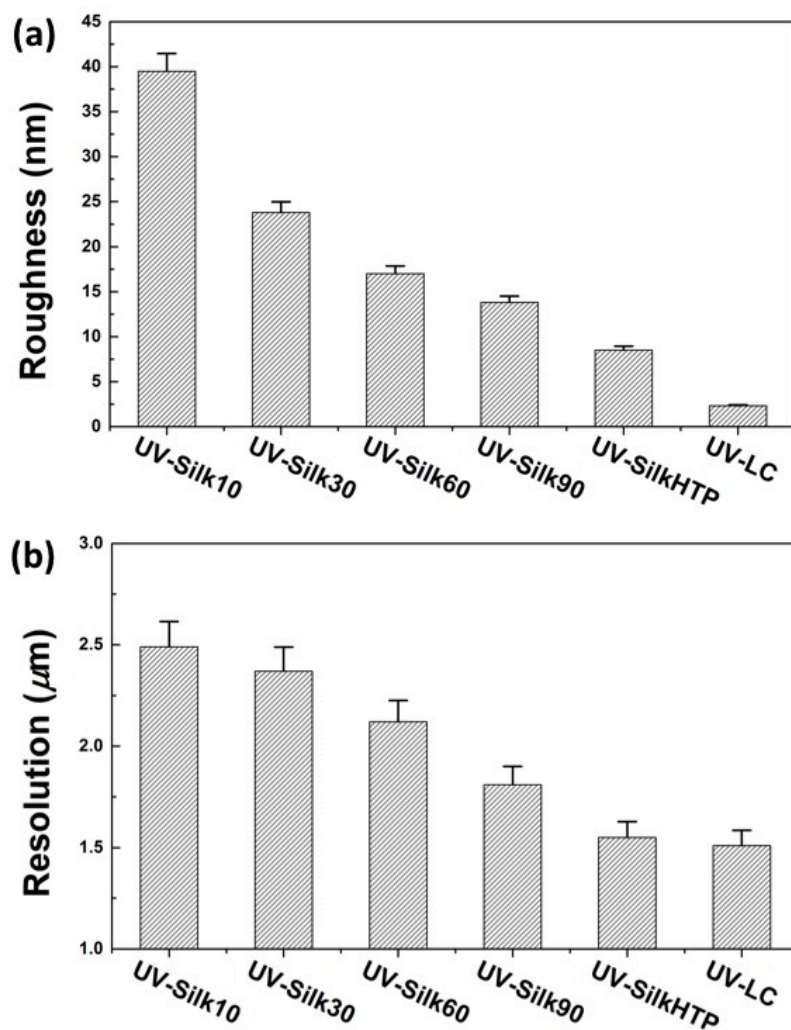 (a)
Roughness (nm)
45
40
35
30
25
20
15
10
5
0
UV-Silk10
UV-Silk30
UV-Silk60
UV-Silk90
UV-SilkHTP
UV-LC
(b)
Resolution (μm)
3.0
2.5
2.0
1.5
1.0
UV-Silk10
UV-Silk30
UV-Silk60
UV-Silk90
UV-SilkHTP
UV-LC